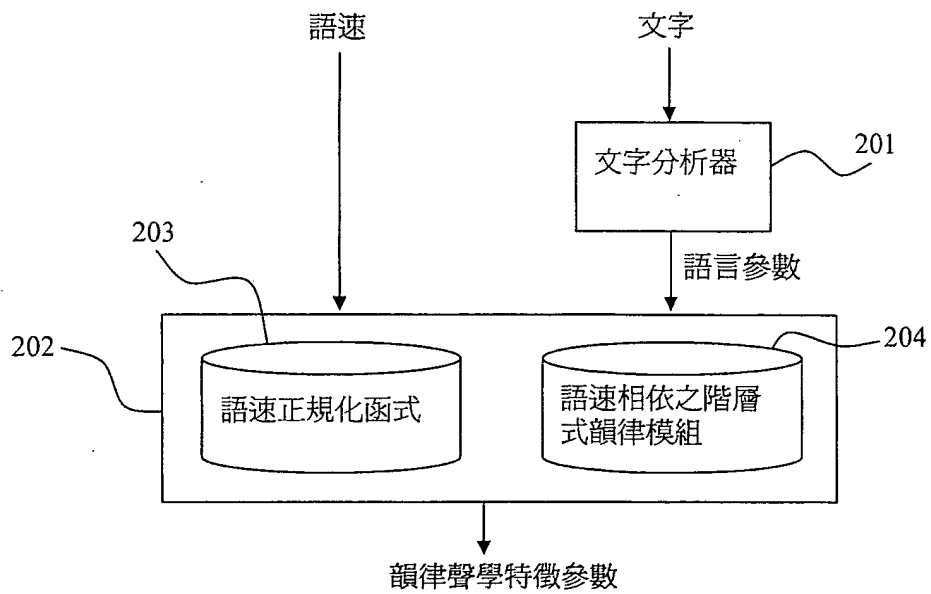 語速
文字
文字分析器
201
語言參數
203
202
204
語速正規化函式
語速相依之階層
式韻律模組
韻律聲學特徵參數